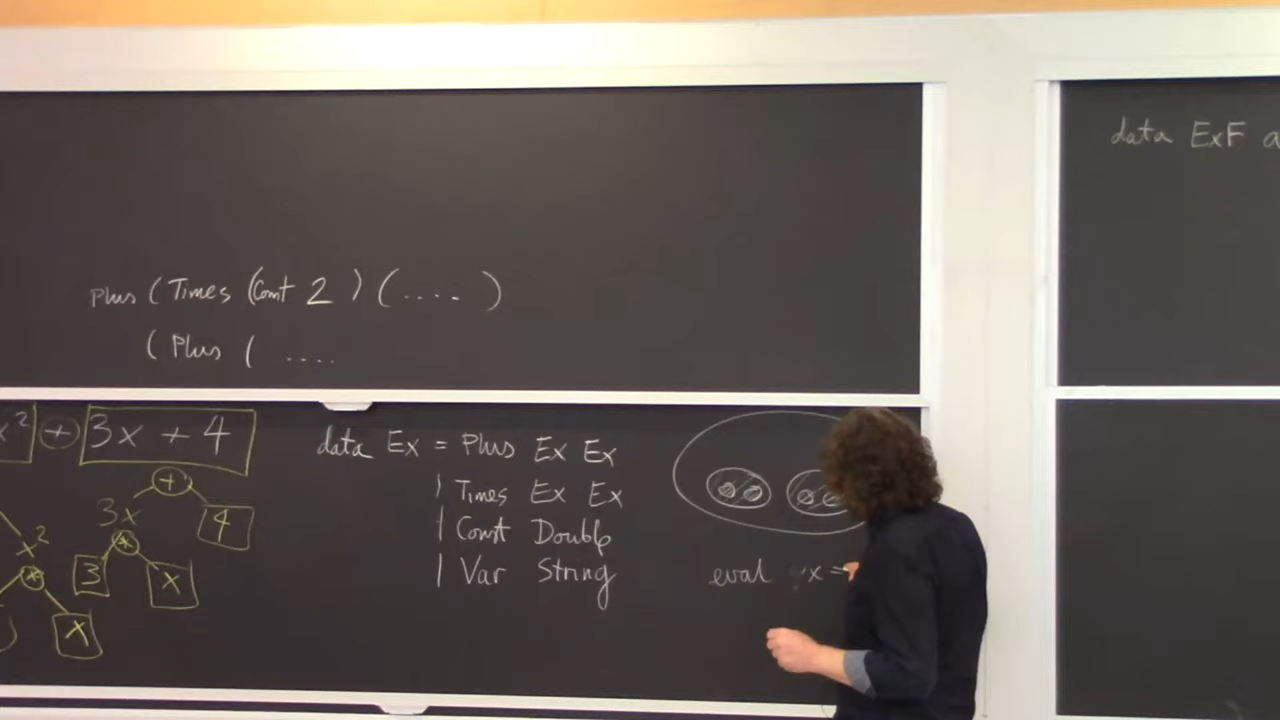 Plus (Times (Const 2) (....)
(Plus ( ....
x² + 3x + 4
data Ex = Plus Ex Ex
| Times Ex Ex
| Const Double
| Var String
+
3x
4
x²
*
3
x
*
x
eval x =
data ExF a